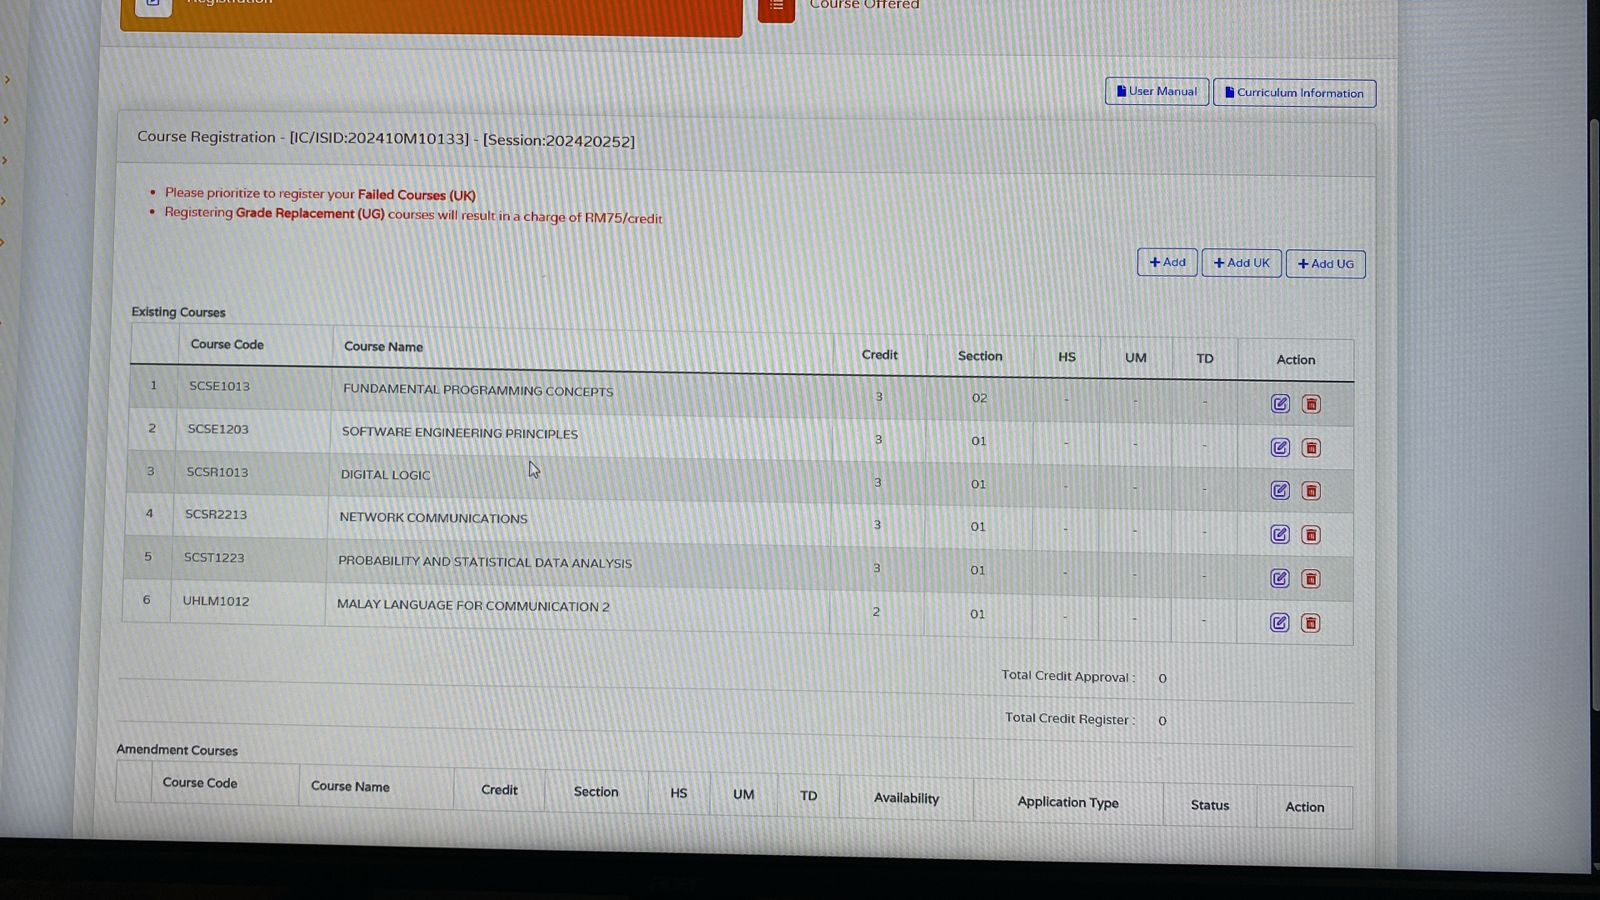 Registration
Course Offered
User Manual
Curriculum Information
Course Registration - [IC/ISID:202410M10133] - [Session:202420252]
• Please prioritize to register your Failed Courses (UK)
• Registering Grade Replacement (UG) courses will result in a charge of RM75/credit
+ Add
+ Add UK
+ Add UG
Existing Courses
Course Code Course Name Credit Section HS UM TD Action
1 SCSE1013 FUNDAMENTAL PROGRAMMING CONCEPTS 3 02 - - -
2 SCSE1203 SOFTWARE ENGINEERING PRINCIPLES 3 01 - - -
3 SCSR1013 DIGITAL LOGIC 3 01 - - -
4 SCSR2213 NETWORK COMMUNICATIONS 3 01 - - -
5 SCST1223 PROBABILITY AND STATISTICAL DATA ANALYSIS 3 01 - - -
6 UHLM1012 MALAY LANGUAGE FOR COMMUNICATION 2 2 01 - - -
Total Credit Approval : 0
Total Credit Register : 0
Amendment Courses
Course Code Course Name Credit Section HS UM TD Availability Application Type Status Action